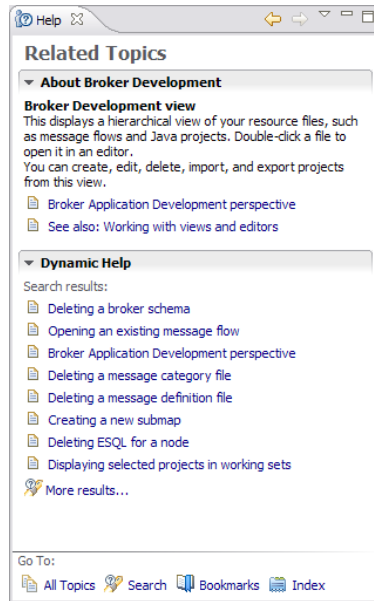 Help
Related Topics
About Broker Development
Broker Development view
This displays a hierarchical view of your resource files, such
as message flows and Java projects. Double-click a file to
open it in an editor.
You can create, edit, delete, import, and export projects
from this view.
Broker Application Development perspective
See also: Working with views and editors
Dynamic Help
Search results:
Deleting a broker schema
Opening an existing message flow
Broker Application Development perspective
Deleting a message category file
Deleting a message definition file
Creating a new submap
Deleting ESQL for a node
Displaying selected projects in working sets
More results...
Go To:
All Topics Search Bookmarks Index